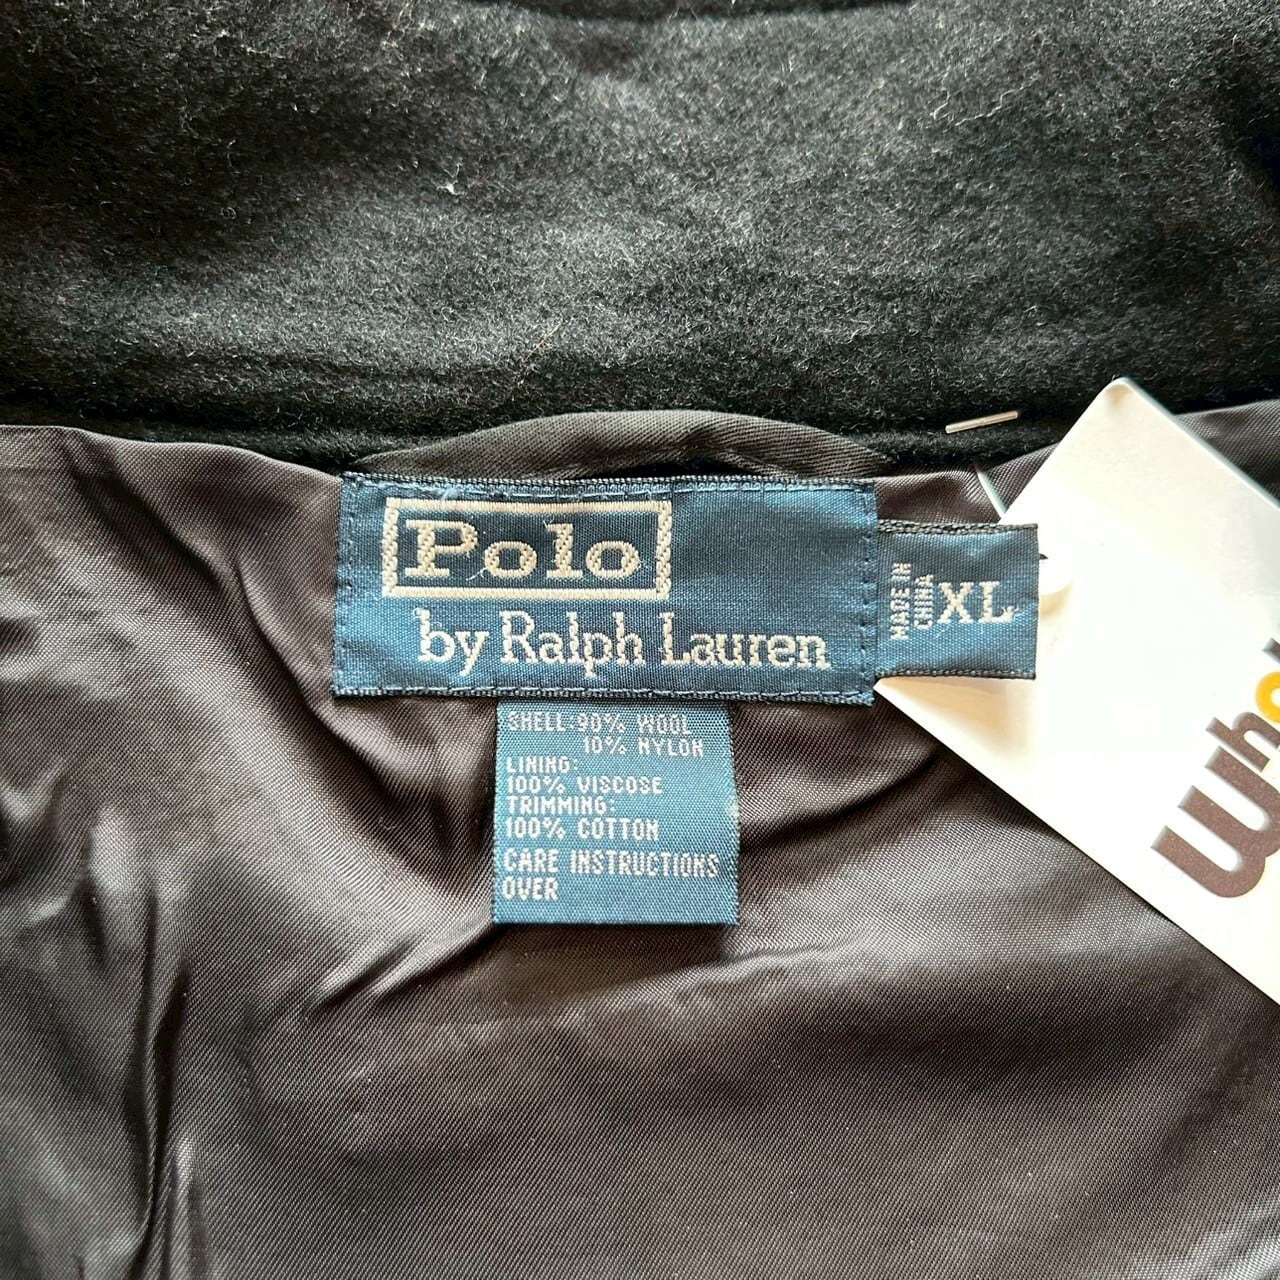 Polo
by Ralph Lauren
MADE IN
CHINA
XL
SHELL:90% WOOL
10% NYLON
LINING:
100% VISCOSE
TRIMMING:
100% COTTON
CARE INSTRUCTIONS
OVER